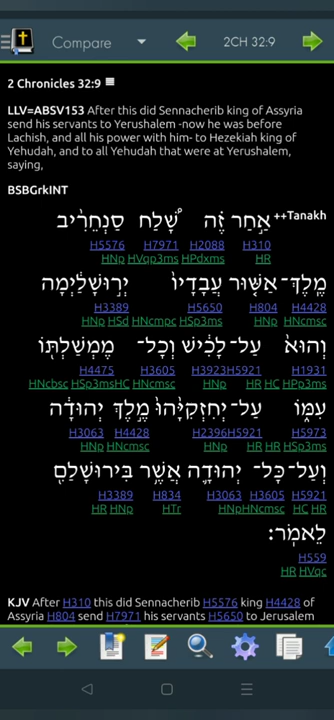 Compare 2CH 32:9
2 Chronicles 32:9
LLV=ABSV153 After this did Sennacherib king of Assyria
send his servants to Yerushalem -now he was before
Lachish, and all his power with him- to Hezekiah king of
Yehudah, and to all Yehudah that were at Yerushalem,
saying,
BSBGrkINT
++Tanakh אַחַ֣ר זֶ֗ה שָׁ֠לַח סַנְחֵרִ֨יב
H5576 H7971 H2088 H310
HNp HVqp3ms HPdxms HR
מֶֽלֶךְ־אַשּׁ֤וּר עֲבָדָיו֙ יְר֣וּשָׁלַ֔יְמָה
H3389 H5650 H804 H4428
HNp HSd HNcmpc HSp3ms HNp HNcmsc
וְהוּא֙ עַל־לָכִ֔ישׁ וְכָל־ מֶמְשַׁלְתּ֖וֹ
H4475 H3605 H3923H5921 H1931
HNcbsc HSp3msHC HNcmsc HNp HR HC HPp3ms
עִמּ֑וֹ עַל־יְחִזְקִיָּ֙הוּ֙ מֶ֣לֶךְ יְהוּדָ֔ה
H3063 H4428 H2396H5921 H5973
HNp HNcmsc HNp HR HR HSp3ms
וְעַל־כָּל־ יְהוּדָ֛ה אֲשֶׁ֥ר בִּירוּשָׁלִַ֖ם
H3389 H834 H3063 H3605 H5921
HR HNp HTr HNpHNcmsc HC HR
לֵאמֹֽר׃
H559
HR HVqc
KJV After H310 this did Sennacherib H5576 king H4428 of
Assyria H804 send H7971 his servants H5650 to Jerusalem